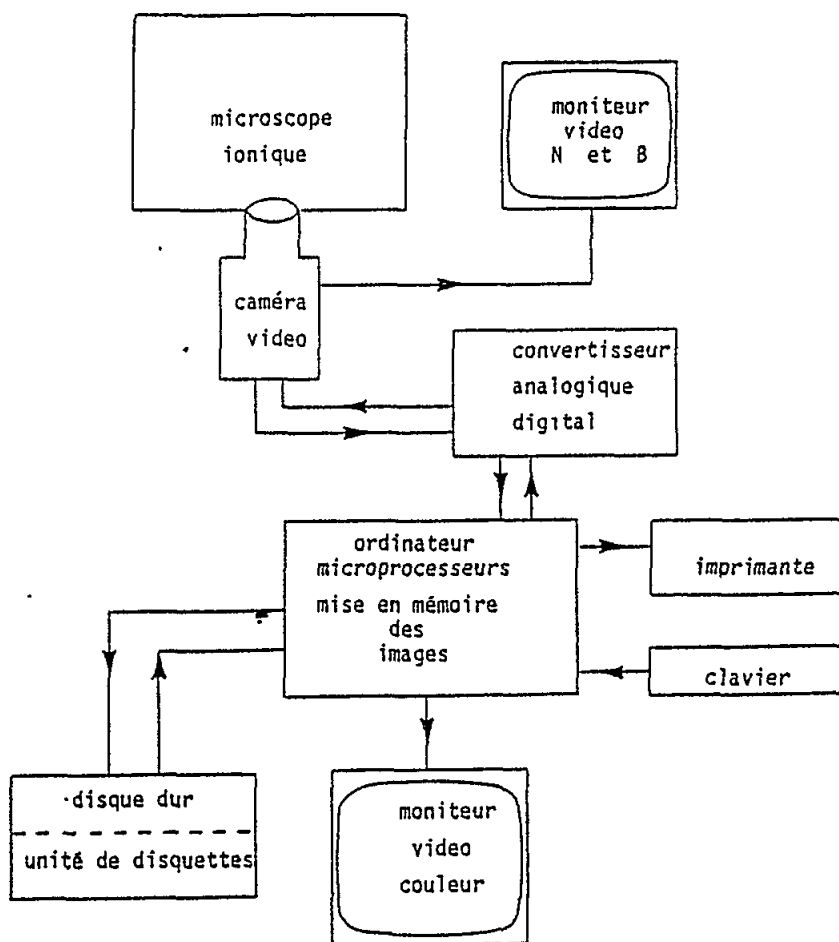 microscope
ionique
moniteur
video
N et B
caméra
video
convertisseur
analogique
digital
ordinateur
microprocesseurs
mise en mémoire
des
images
imprimante
clavier
disque dur
unité de disquettes
moniteur
video
couleur